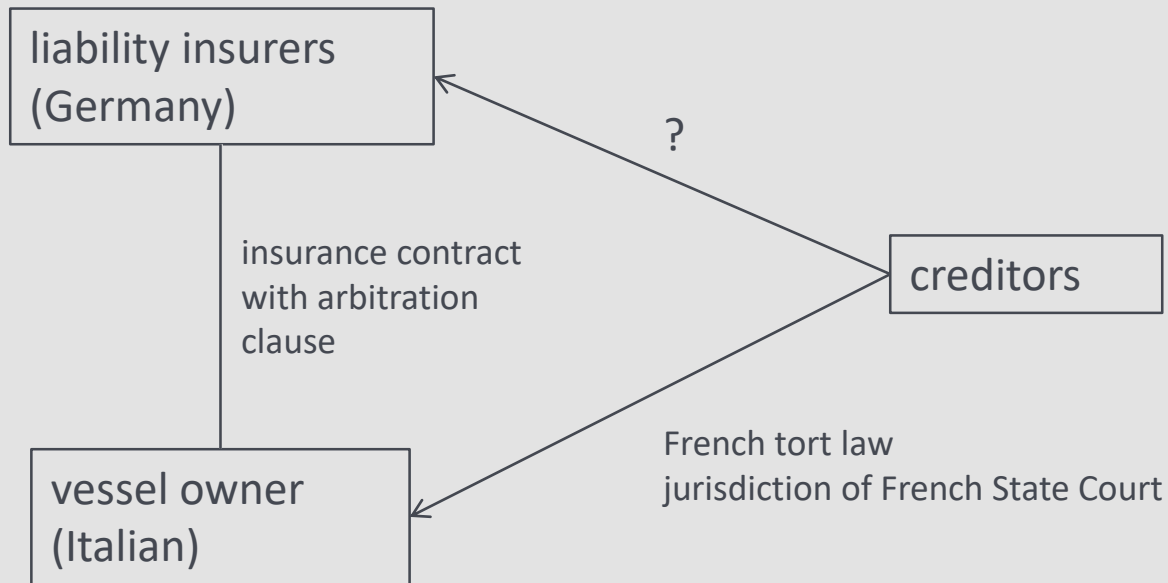 liability insurers
(Germany)
?
insurance contract
with arbitration
clause
creditors
French tort law
jurisdiction of French State Court
vessel owner
(Italian)